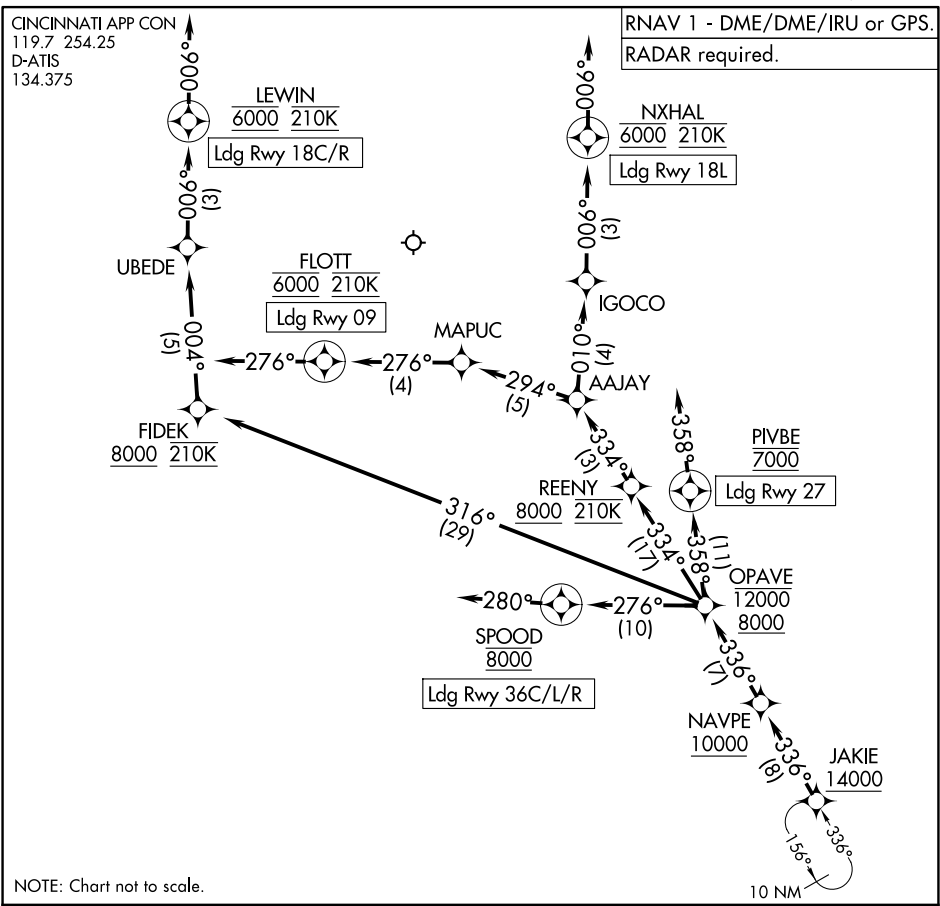 CINCINNATI APP CON
119.7 254.25
D-ATIS
134.375
RNAV 1 - DME/DME/IRU or GPS.
RADAR required.
006°
LEWIN
6000 210K
Ldg Rwy 18C/R
006°
(3)
UBEDE
004°
(5)
FIDEK
8000 210K
006°
NXHAL
6000 210K
Ldg Rwy 18L
006°
(3)
IGOCO
010°
(4)
AAJAY
FLOTT
6000 210K
Ldg Rwy 09
276°
276°
(4)
MAPUC
294°
(5)
334°
(3)
REENY
8000 210K
334°
(17)
358°
PIVBE
7000
Ldg Rwy 27
358°
(11)
316°
(29)
OPAVE
12000
8000
280°
276°
(10)
SPOOD
8000
Ldg Rwy 36C/L/R
336°
(7)
NAVPE
10000
336°
(8)
JAKIE
14000
156°
336°
10 NM
NOTE: Chart not to scale.